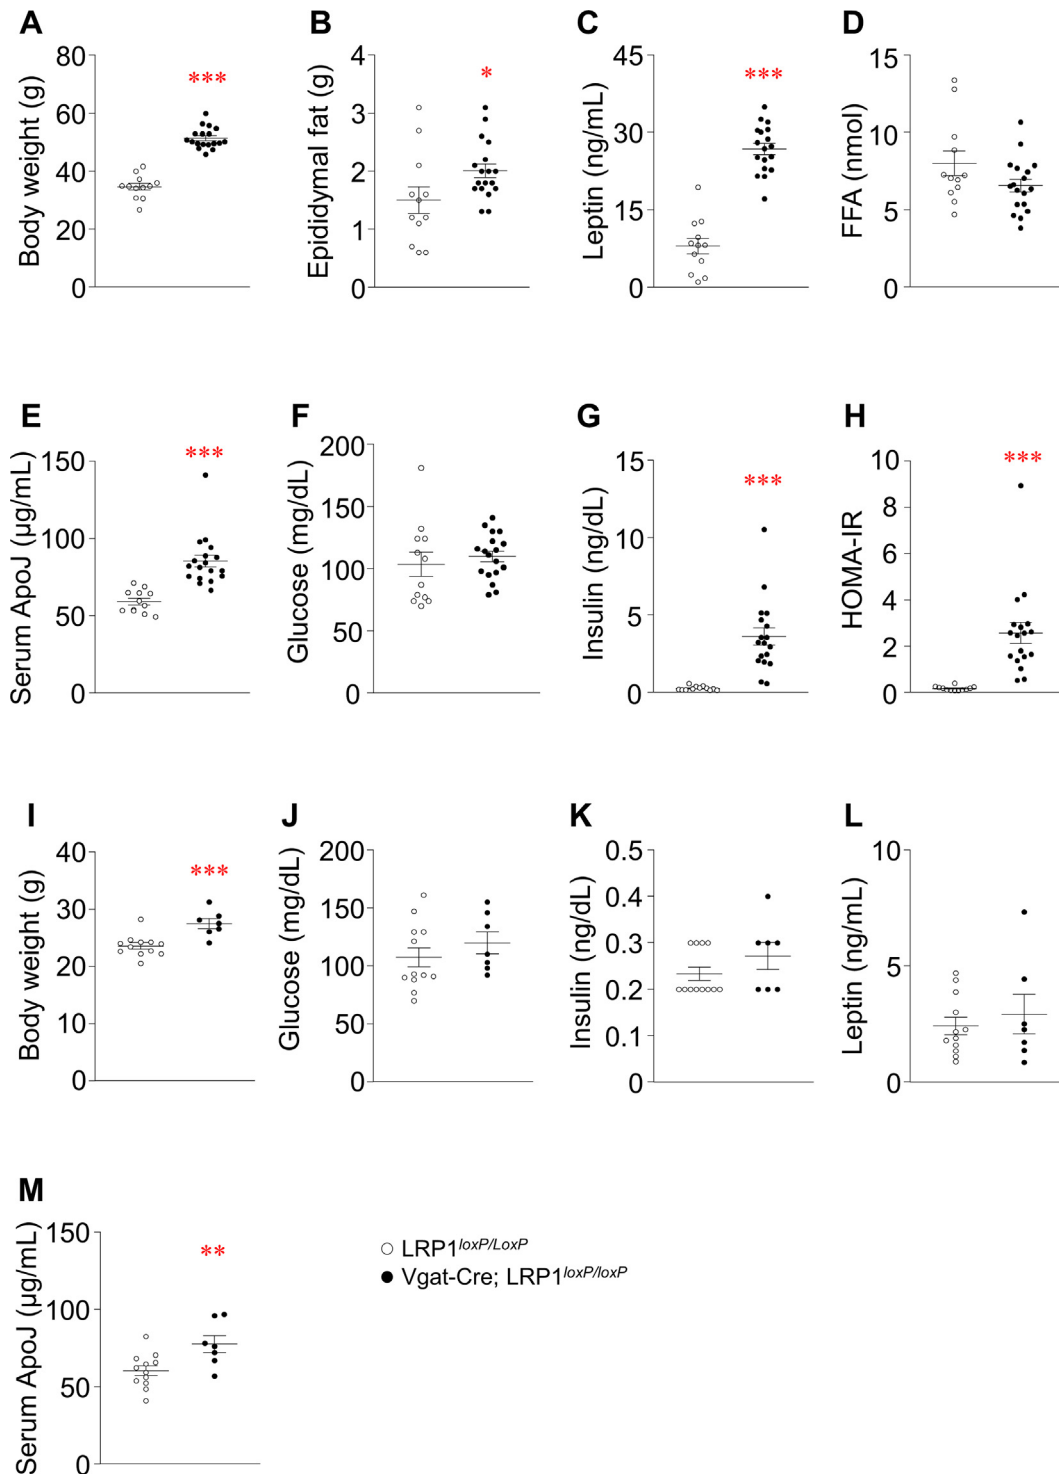 A
B
C
D
Body weight (g)
80
60
40
20
0
***
Epididymal fat (g)
4
3
2
1
0
*
Leptin (ng/mL)
45
30
15
0
***
FFA (nmol)
15
10
5
0
E
F
G
H
Serum ApoJ (μg/mL)
150
100
50
0
***
Glucose (mg/dL)
200
150
100
50
0
Insulin (ng/dL)
15
10
5
0
***
HOMA-IR
10
8
6
4
2
0
***
I
J
K
L
Body weight (g)
40
30
20
10
0
***
Glucose (mg/dL)
200
150
100
50
0
Insulin (ng/dL)
0.5
0.4
0.3
0.2
0.1
0
Leptin (ng/mL)
10
5
0
M
Serum ApoJ (μg/mL)
150
100
50
0
**
LRP1loxP/LoxP
Vgat-Cre; LRP1loxP/loxP